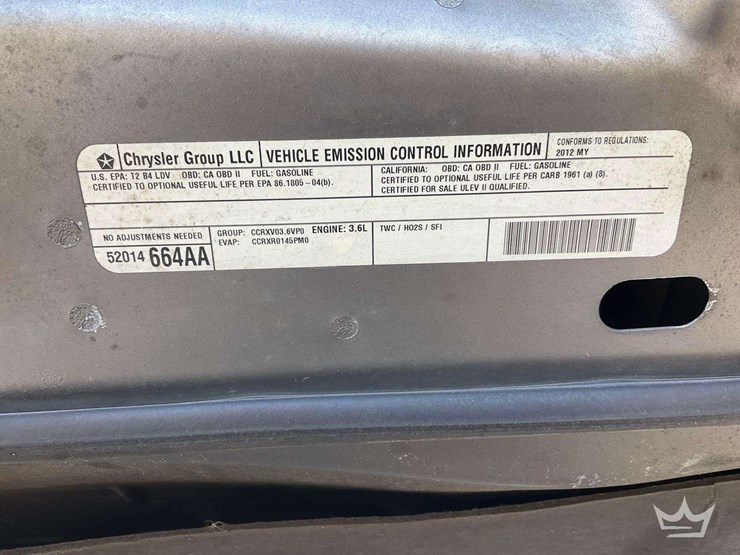 Chrysler Group LLC VEHICLE EMISSION CONTROL INFORMATION CONFORMS TO REGULATIONS:
2012 MY
U.S. EPA: T2 B4 LDV OBD: CA OBD II FUEL: GASOLINE
CERTIFIED TO OPTIONAL USEFUL LIFE PER EPA 86.1805-04(b).
CALIFORNIA: OBD: CA OBD II FUEL: GASOLINE
CERTIFIED TO OPTIONAL USEFUL LIFE PER CARB 1961 (a) (8).
CERTIFIED FOR SALE ULEV II QUALIFIED.
NO ADJUSTMENTS NEEDED
52014 664AA
GROUP: CCRXV03.6VP0 ENGINE: 3.6L
EVAP: CCRXR0145PM0
TWC / HO2S / SFI